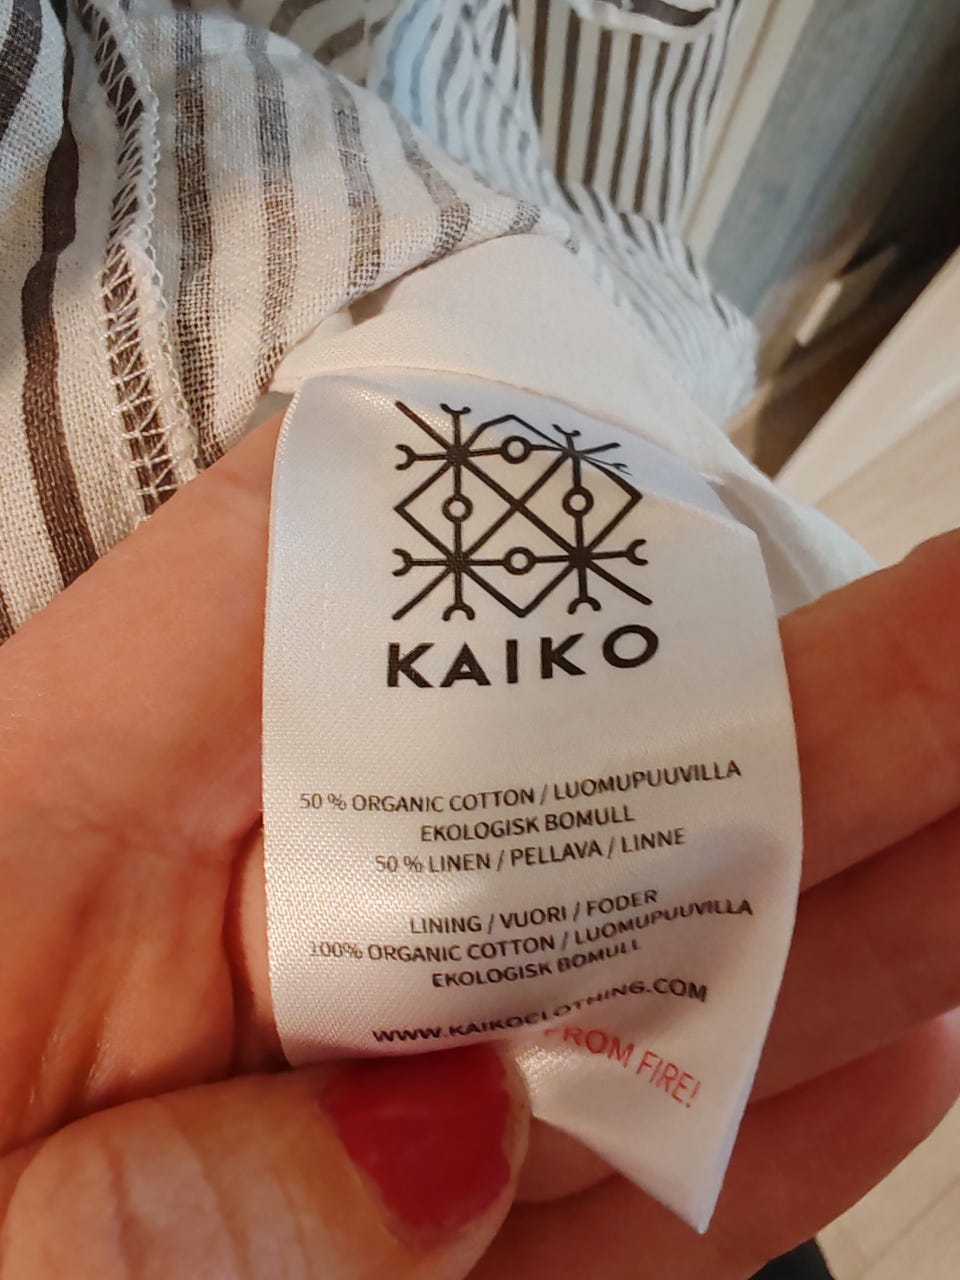 KAIKO
50 % ORGANIC COTTON / LUOMUPUUVILLA
EKOLOGISK BOMULL
50 % LINEN / PELLAVA / LINNE
LINING / VUORI / FODER
100% ORGANIC COTTON / LUOMUPUUVILLA
EKOLOGISK BOMULL
WWW.KAIKOCLOTHING.COM
FROM FIRE!